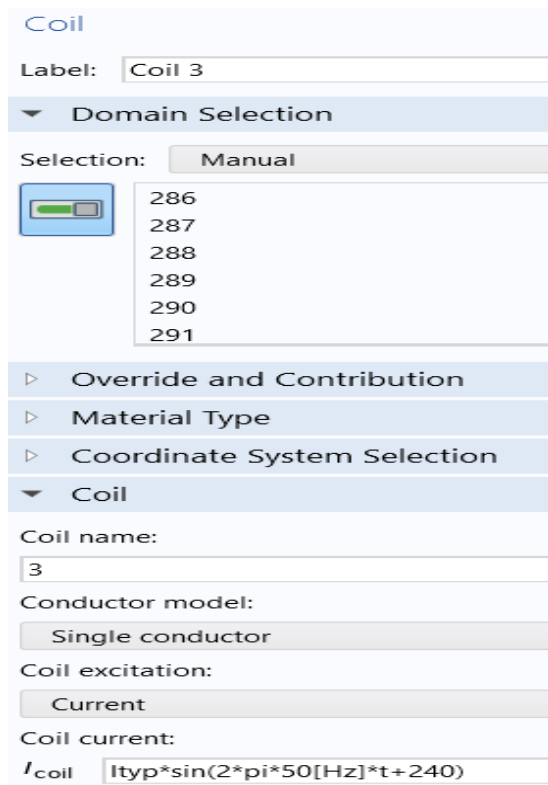 Coil
Label: Coil 3
Domain Selection
Selection: Manual
286
287
288
289
290
291
Override and Contribution
Material Type
Coordinate System Selection
Coil
Coil name:
3
Conductor model:
Single conductor
Coil excitation:
Current
Coil current:
Icoil Ityp*sin(2*pi*50[Hz]*t+240)